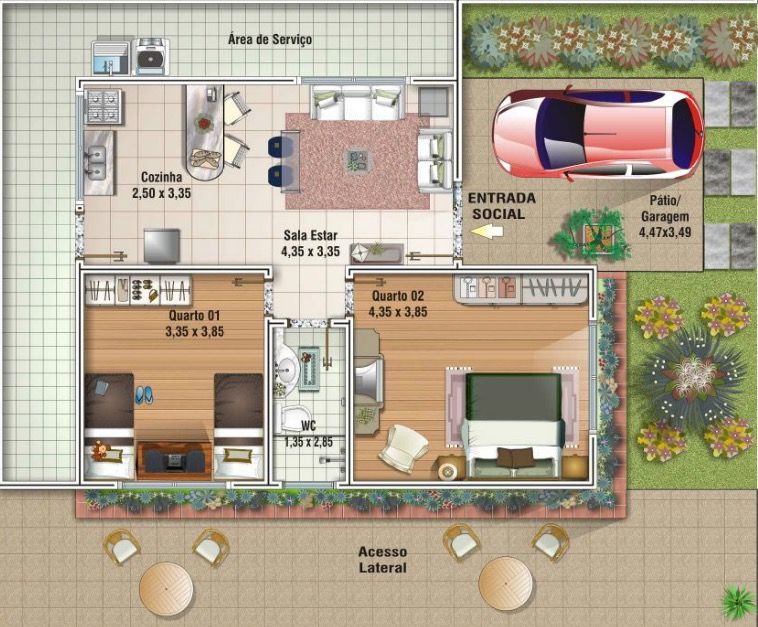 Área de Serviço
Cozinha
2,50 x 3,35
Sala Estar
4,35 x 3,35
ENTRADA
SOCIAL
Pátio/
Garagem
4,47x3,49
Quarto 01
3,35 x 3,85
Quarto 02
4,35 x 3,85
WC
1,35 x 2,85
Acesso
Lateral